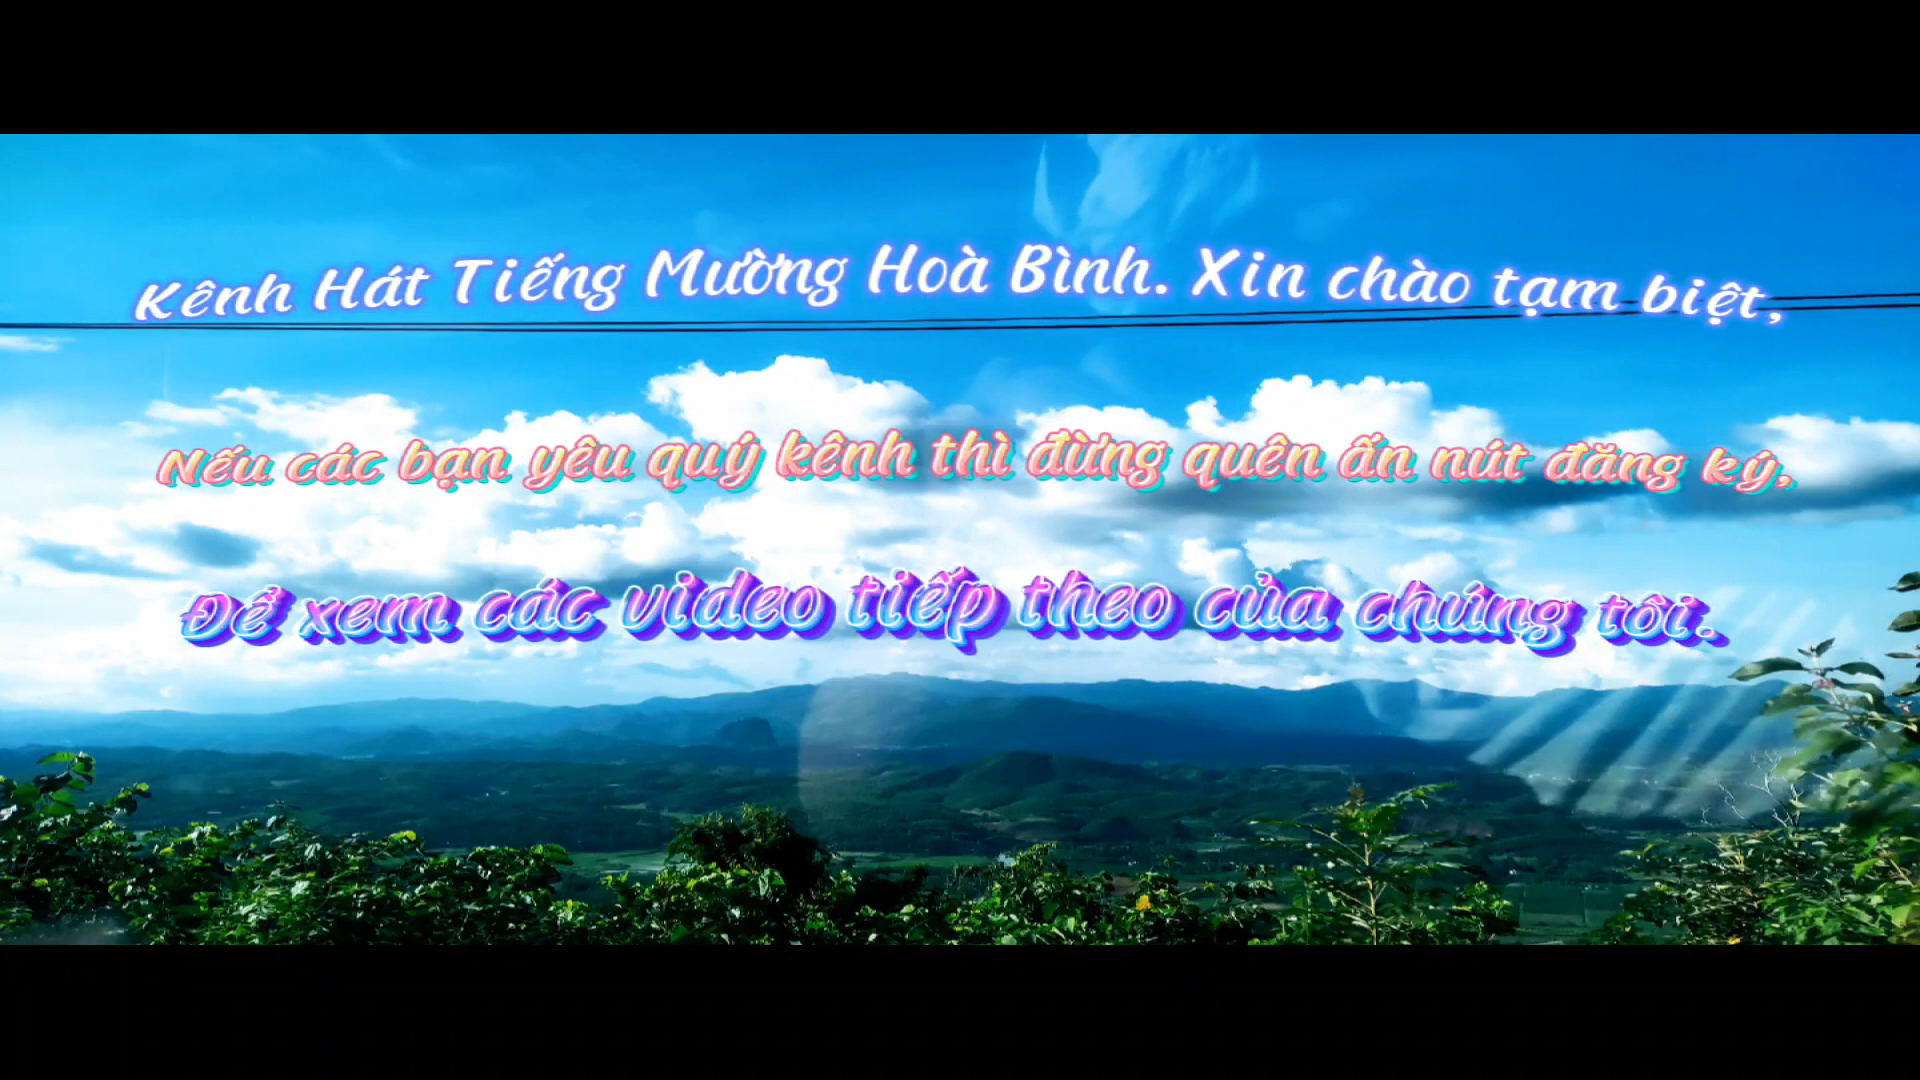 Kênh Hát Tiếng Mường Hoà Bình. Xin chào tạm biệt,
Nếu các bạn yêu quý kênh thì đừng quên ấn nút đăng ký,
Để xem các video tiếp theo của chúng tôi.